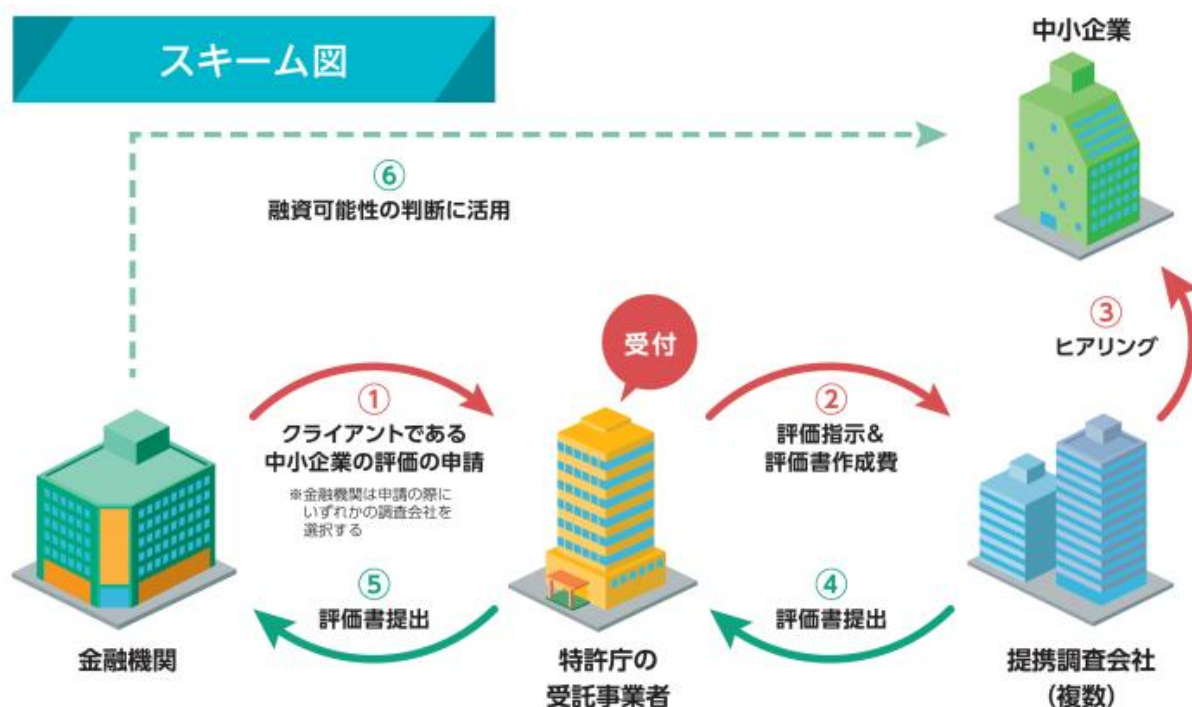 スキーム図
中小企業
⑥
融資可能性の判断に活用
受付
③
ヒアリング
①
クライアントである
中小企業の評価の申請
※金融機関は申請の際に
いずれかの調査会社を
選択する
②
評価指示＆
評価書作成費
⑤
評価書提出
④
評価書提出
金融機関
特許庁の
受託事業者
提携調査会社
（複数）